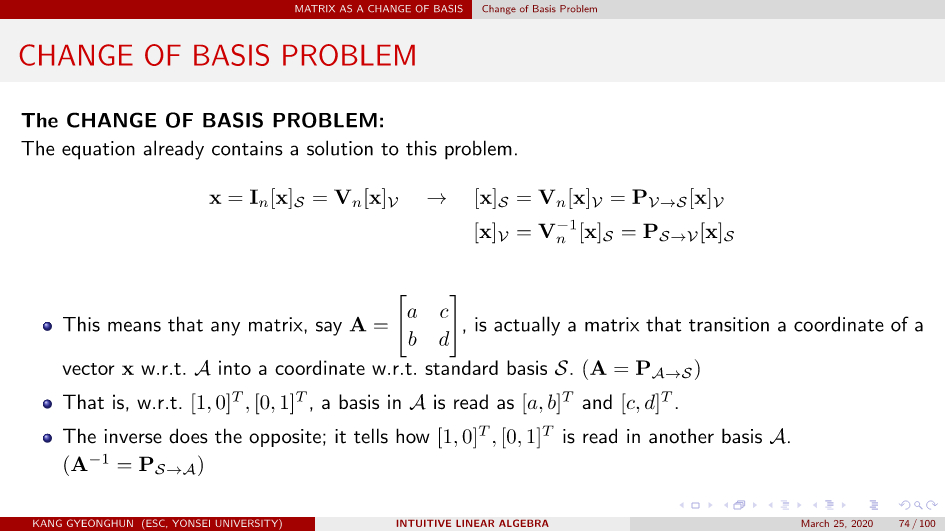 MATRIX AS A CHANGE OF BASIS Change of Basis Problem
CHANGE OF BASIS PROBLEM
The CHANGE OF BASIS PROBLEM:
The equation already contains a solution to this problem.
$\mathbf{x} = \mathbf{I}_n[\mathbf{x}]_{\mathcal{S}} = \mathbf{V}_n[\mathbf{x}]_{\mathcal{V}} \quad \rightarrow \quad [\mathbf{x}]_{\mathcal{S}} = \mathbf{V}_n[\mathbf{x}]_{\mathcal{V}} = \mathbf{P}_{\mathcal{V}\rightarrow\mathcal{S}}[\mathbf{x}]_{\mathcal{V}}$
$[\mathbf{x}]_{\mathcal{V}} = \mathbf{V}_n^{-1}[\mathbf{x}]_{\mathcal{S}} = \mathbf{P}_{\mathcal{S}\rightarrow\mathcal{V}}[\mathbf{x}]_{\mathcal{S}}$
This means that any matrix, say $\mathbf{A} = \begin{bmatrix} a & c \\ b & d \end{bmatrix}$, is actually a matrix that transition a coordinate of a
vector $\mathbf{x}$ w.r.t. $\mathcal{A}$ into a coordinate w.r.t. standard basis $\mathcal{S}$. ($\mathbf{A} = \mathbf{P}_{\mathcal{A}\rightarrow\mathcal{S}}$)
That is, w.r.t. $[1, 0]^T, [0, 1]^T$, a basis in $\mathcal{A}$ is read as $[a, b]^T$ and $[c, d]^T$.
The inverse does the opposite; it tells how $[1, 0]^T, [0, 1]^T$ is read in another basis $\mathcal{A}$.
($\mathbf{A}^{-1} = \mathbf{P}_{\mathcal{S}\rightarrow\mathcal{A}}$)
KANG GYEONGHUN (ESC, YONSEI UNIVERSITY) INTUITIVE LINEAR ALGEBRA March 25, 2020 74 / 100